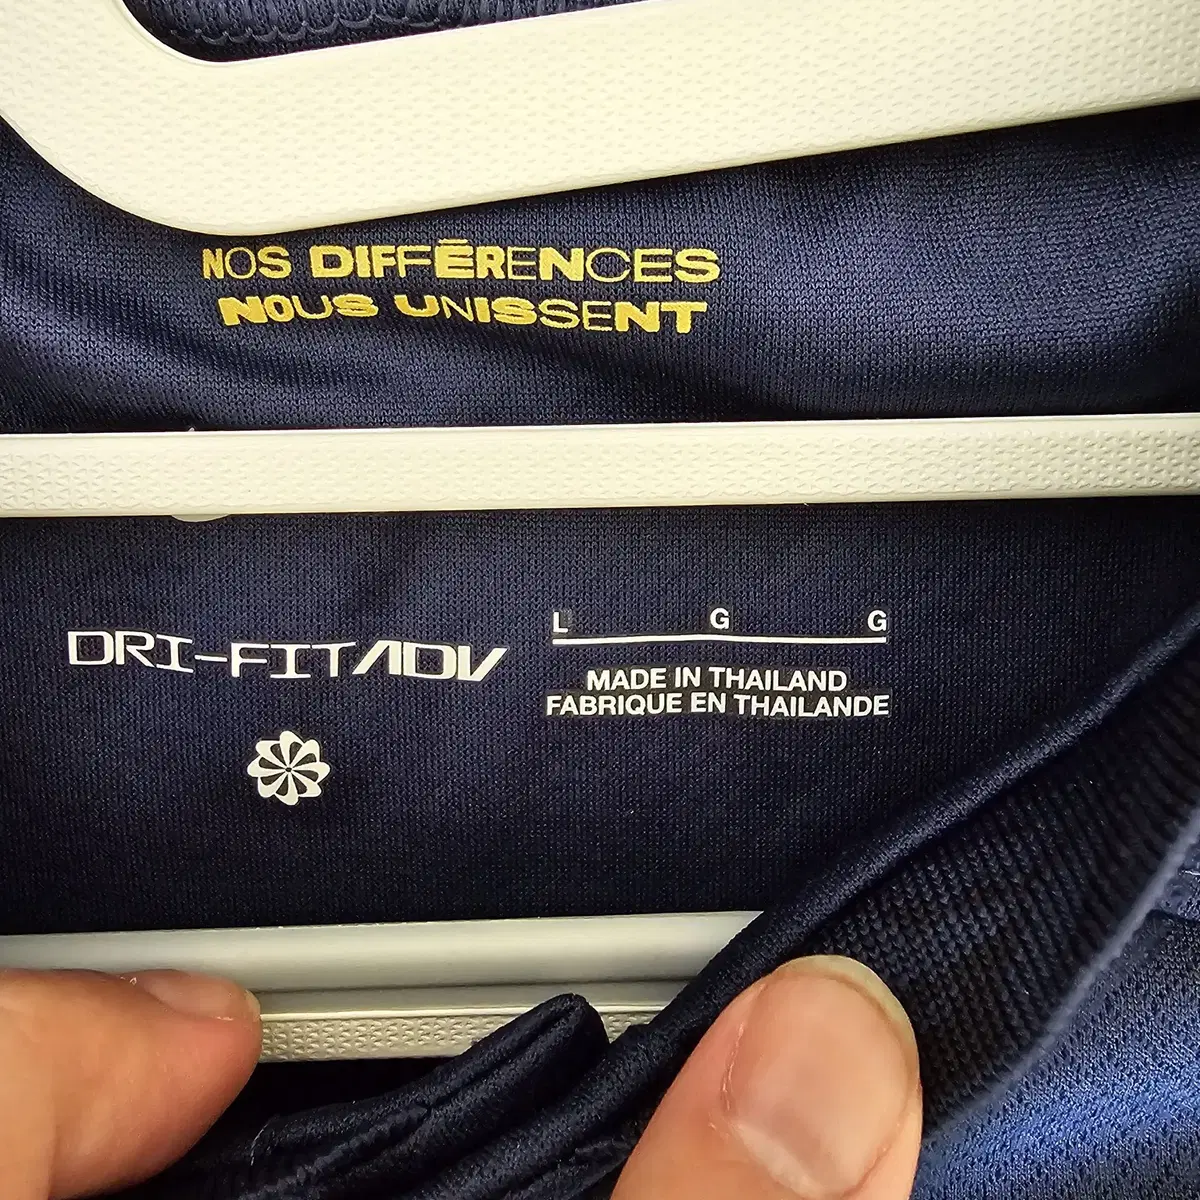 NOS DIFFÉRENCES
NOUS UNISSENT
DRI-FIT ADV
L G G
MADE IN THAILAND
FABRIQUE EN THAILANDE